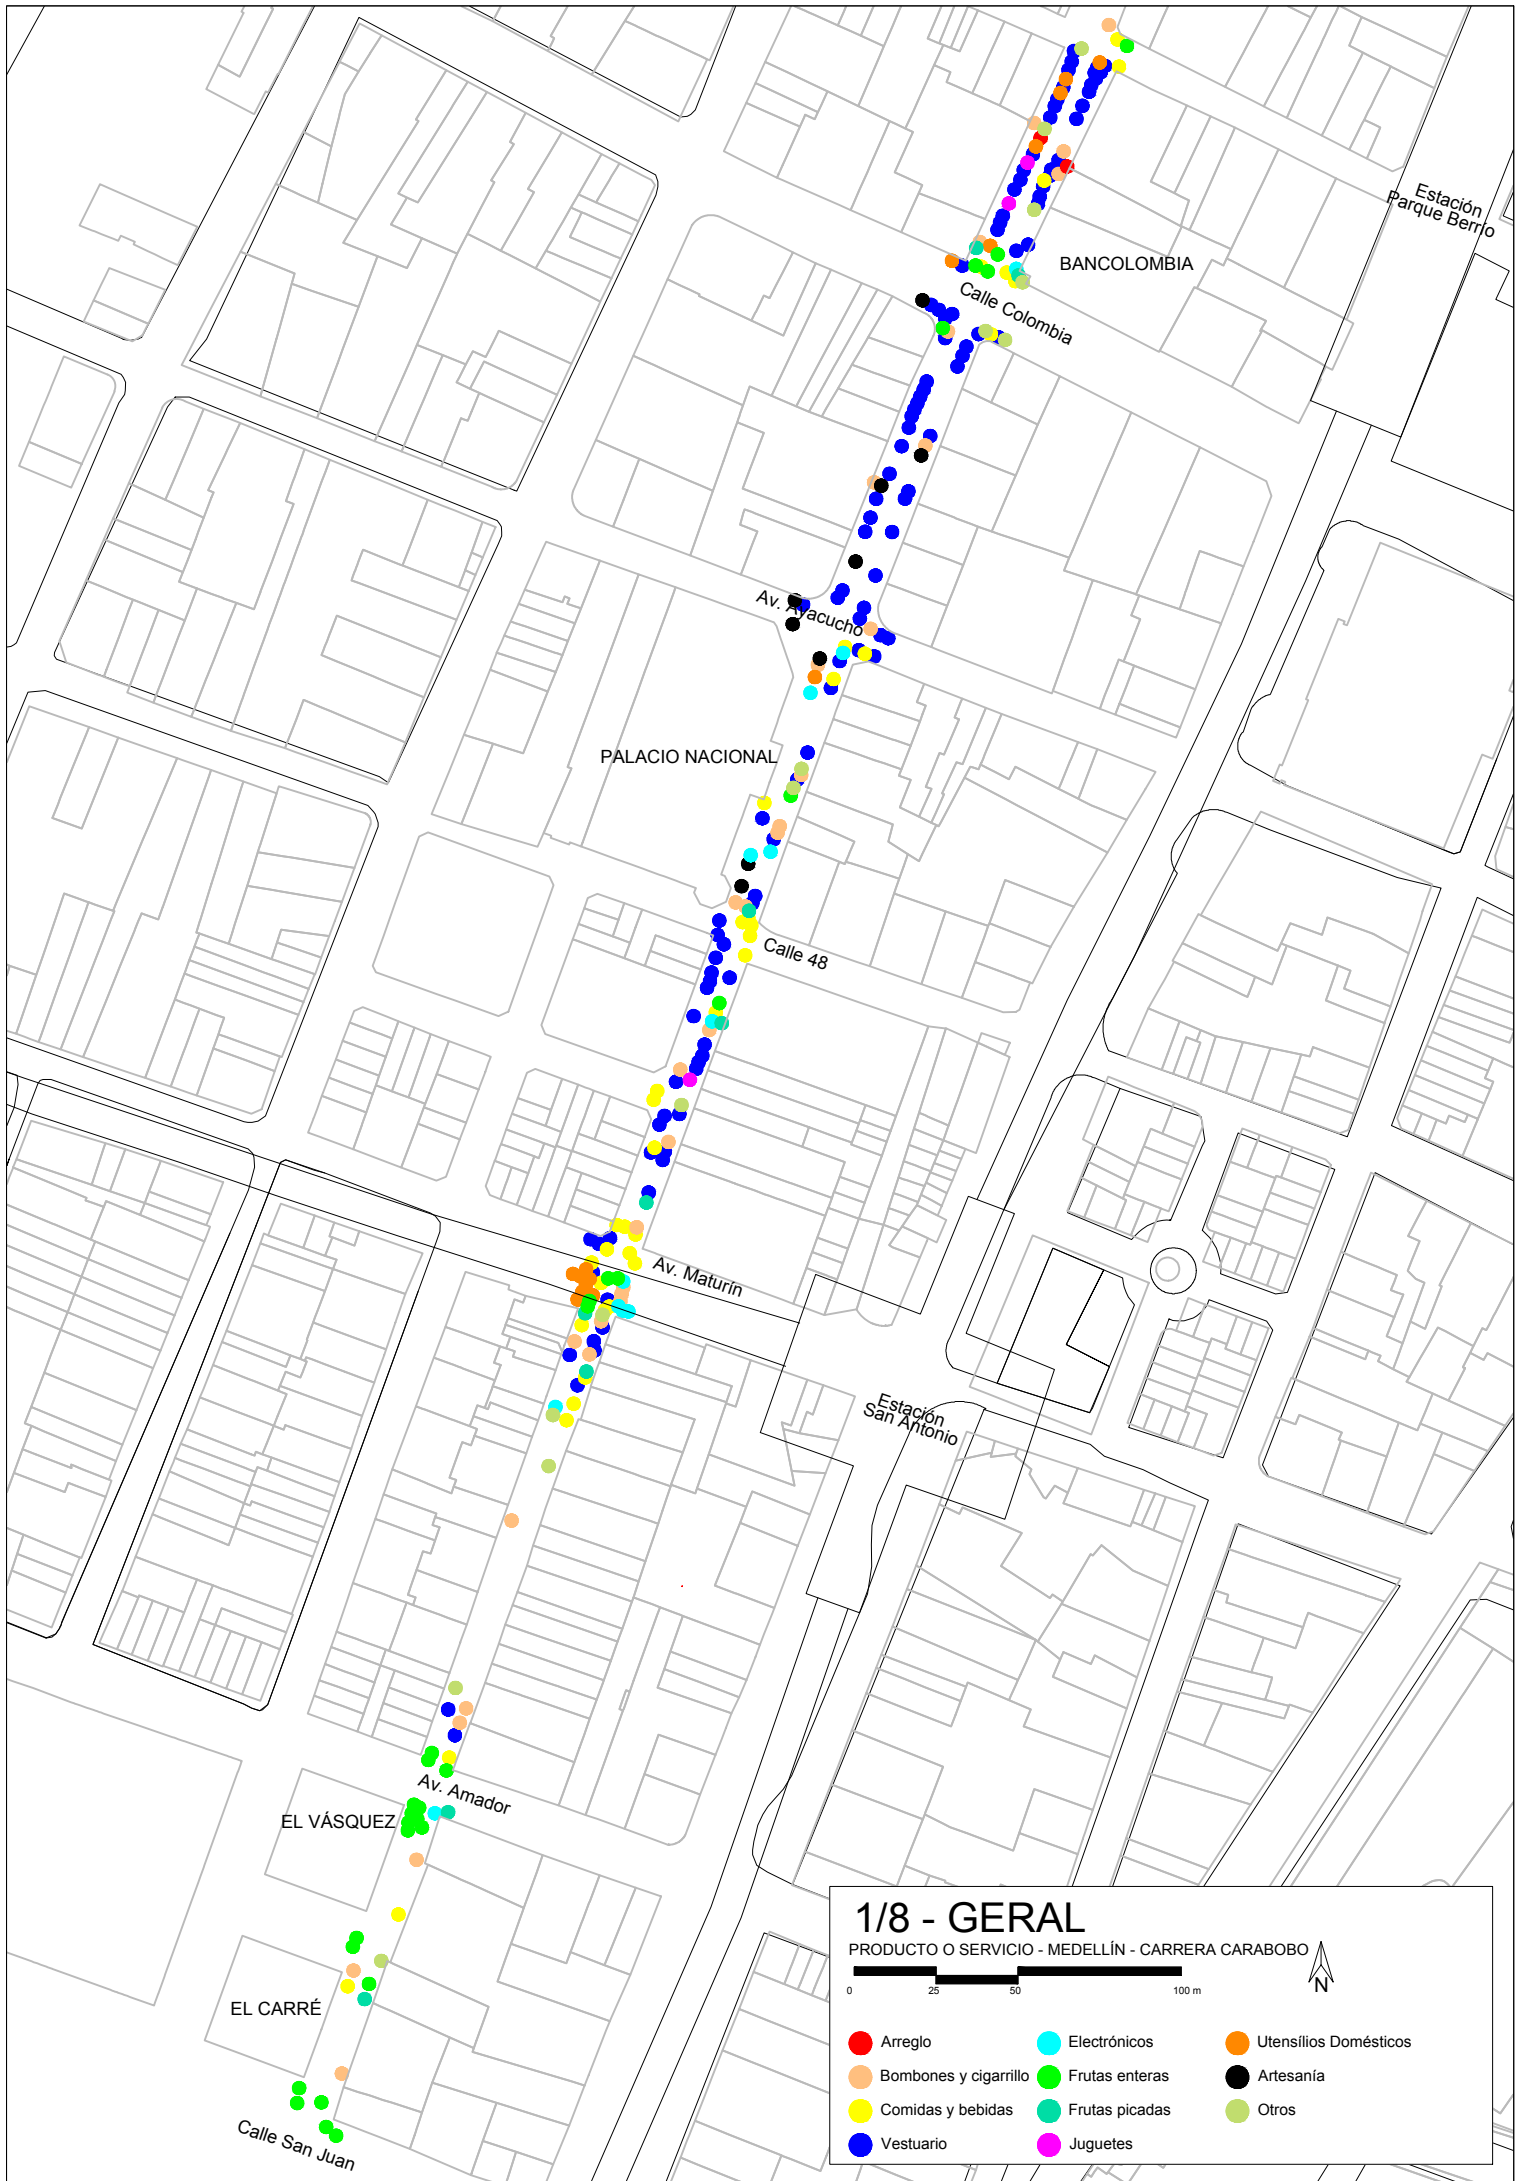 Estación
Parque Berrío
BANCOLOMBIA
Calle Colombia
Av. Ayacucho
PALACIO NACIONAL
Calle 48
Av. Maturín
Estación
San Antonio
Av. Amador
EL VÁSQUEZ
EL CARRÉ
Calle San Juan
1/8 - GERAL
PRODUCTO O SERVICIO - MEDELLÍN - CARRERA CARABOBO
N
0 25 50 100 m
Arreglo
Bombones y cigarrillo
Comidas y bebidas
Vestuario
Electrónicos
Frutas enteras
Frutas picadas
Juguetes
Utensílios Domésticos
Artesanía
Otros